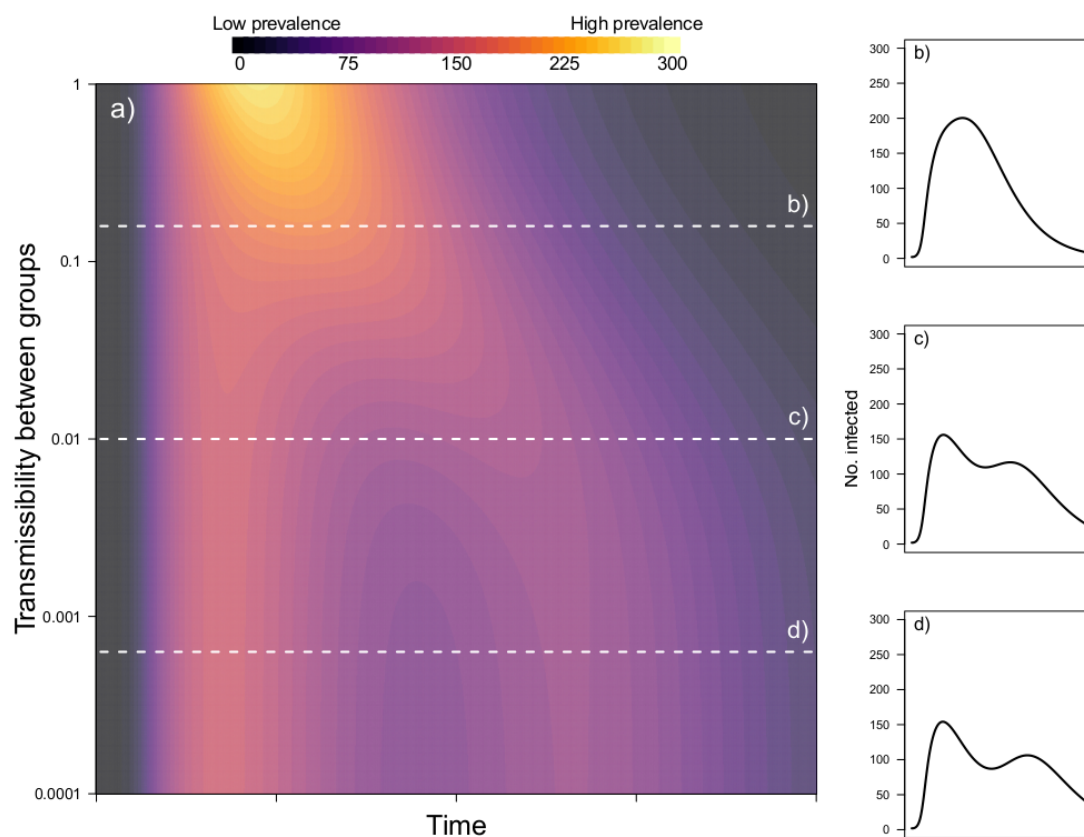 Low prevalence High prevalence
0 75 150 225 300
a)
1
0.1
0.01
0.001
0.0001
Transmissibility between groups
b)
c)
d)
Time
b)
300
250
200
150
100
50
0
c)
300
250
200
150
100
50
0
No. infected
d)
300
250
200
150
100
50
0